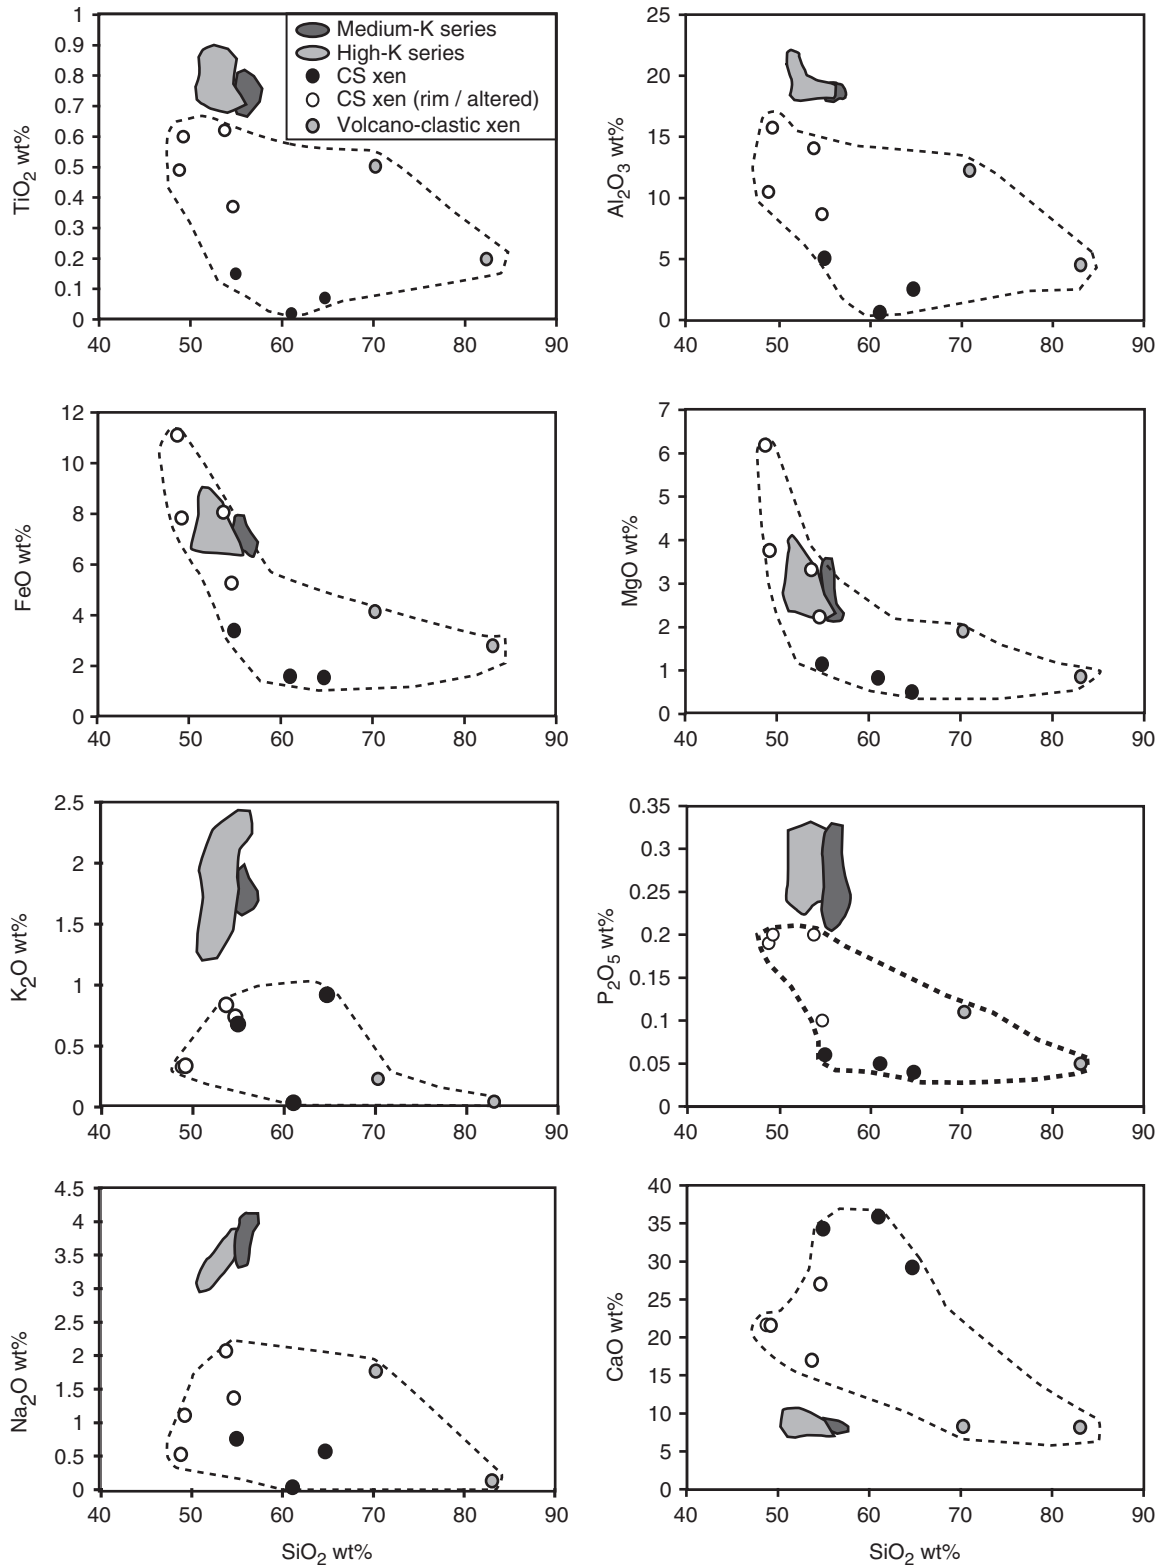 1
0.9
0.8
0.7
0.6
0.5
0.4
0.3
0.2
0.1
0
TiO2 wt%
40 50 60 70 80 90
Medium-K series
High-K series
CS xen
CS xen (rim / altered)
Volcano-clastic xen
25
20
15
10
5
0
Al2O3 wt%
40 50 60 70 80 90
12
10
8
6
4
2
0
FeO wt%
40 50 60 70 80 90
7
6
5
4
3
2
1
0
MgO wt%
40 50 60 70 80 90
2.5
2
1.5
1
0.5
0
K2O wt%
40 50 60 70 80 90
0.35
0.3
0.25
0.2
0.15
0.1
0.05
0
P2O5 wt%
40 50 60 70 80 90
4.5
4
3.5
3
2.5
2
1.5
1
0.5
0
Na2O wt%
40 50 60 70 80 90
SiO2 wt%
40
35
30
25
20
15
10
5
0
CaO wt%
40 50 60 70 80 90
SiO2 wt%